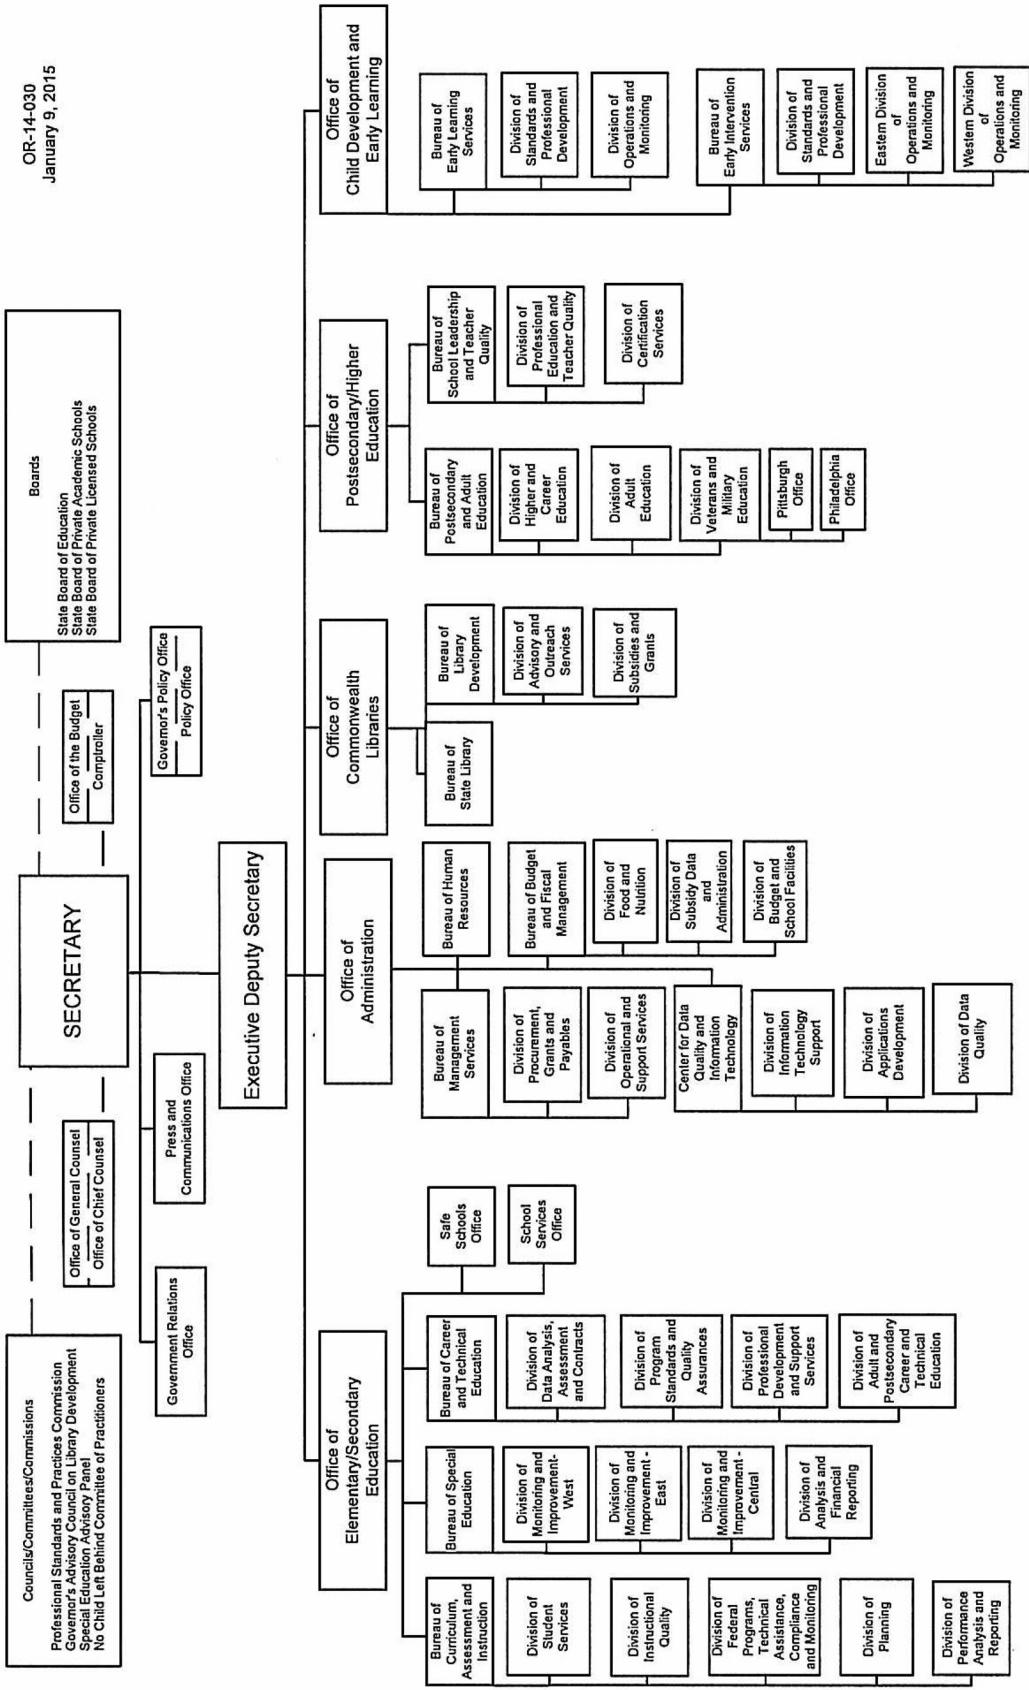 OR-14-030
January 9, 2015
Councils/Committees/Commissions
Professional Standards and Practices Commission
Governor's Advisory Council on Library Development
Special Education Advisory Panel
No Child Left Behind Committee of Practitioners
SECRETARY
Boards
State Board of Education
State Board of Private Academic Schools
State Board of Private Licensed Schools
Office of General Counsel
Office of Chief Counsel
Office of the Budget
Comptroller
Government Relations
Office
Press and
Communications Office
Governor's Policy Office
Policy Office
Executive Deputy Secretary
Office of
Elementary/Secondary
Education
Bureau of
Curriculum,
Assessment and
Instruction
Division of
Student
Services
Division of
Instructional
Quality
Division of
Federal
Programs,
Technical
Assistance,
Compliance
and Monitoring
Division of
Planning
Division of
Performance
Analysis and
Reporting
Bureau of Special
Education
Division of
Monitoring and
Improvement-
West
Division of
Monitoring and
Improvement -
East
Division of
Monitoring and
Improvement -
Central
Division of
Analysis and
Financial
Reporting
Bureau of Career
and Technical
Education
Division of
Data Analysis,
Assessment
and Contracts
Division of
Program
Standards and
Quality
Assurances
Division of
Professional
Development
and Support
Services
Division of
Adult and
Postsecondary
Career and
Technical
Education
Safe
Schools
Office
School
Services
Office
Office of
Administration
Bureau of
Management
Services
Division of
Procurement,
Grants and
Payables
Division of
Operational and
Support Services
Center for Data
Quality and
Information
Technology
Division of
Information
Technology
Support
Division of
Applications
Development
Division of Data
Quality
Bureau of Human
Resources
Bureau of Budget
and Fiscal
Management
Division of
Food and
Nutrition
Division of
Subsidy Data
and
Administration
Division of
Budget and
School Facilities
Office of
Commonwealth
Libraries
Bureau of
State Library
Bureau of
Library
Development
Division of
Advisory and
Outreach
Services
Division of
Subsidies and
Grants
Office of
Postsecondary/Higher
Education
Bureau of
Postsecondary
and Adult
Education
Division of
Higher and
Career
Education
Division of
Adult
Education
Division of
Veterans and
Military
Education
Pittsburgh
Office
Philadelphia
Office
Bureau of
School Leadership
and Teacher
Quality
Division of
Professional
Education and
Teacher Quality
Division of
Certification
Services
Office of
Child Development and
Early Learning
Bureau of
Early Learning
Services
Division of
Standards and
Professional
Development
Division of
Operations and
Monitoring
Bureau of
Early Intervention
Services
Division of
Standards and
Professional
Development
Eastern Division
of
Operations and
Monitoring
Western Division
of
Operations and
Monitoring